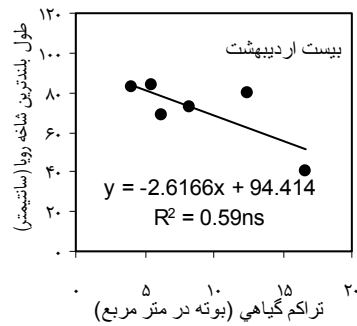 بیست اردیبهشت
طول بلندترین شاخه رویا (سانتیمتر)
۱۲۰
۱۰۰
۸۰
۶۰
۴۰
۲۰
۰
y = -2.6166x + 94.414
R² = 0.59ns
۰ ۵ ۱۰ ۱۵ ۲۰
تراکم گیاهي (بوته در متر مربع)